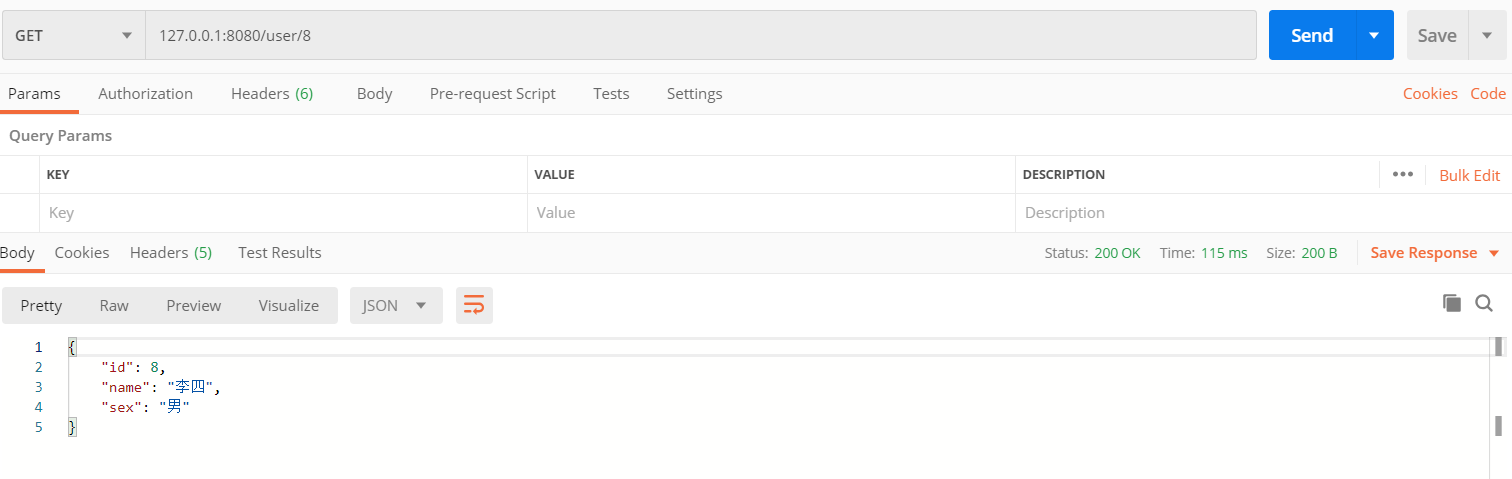 GET 127.0.0.1:8080/user/8 Send Save
Params Authorization Headers (6) Body Pre-request Script Tests Settings Cookies Code
Query Params
KEY VALUE DESCRIPTION ••• Bulk Edit
Key Value Description
Body Cookies Headers (5) Test Results Status: 200 OK Time: 115 ms Size: 200 B Save Response
Pretty Raw Preview Visualize JSON
1 {
2 "id": 8,
3 "name": "李四",
4 "sex": "男"
5 }